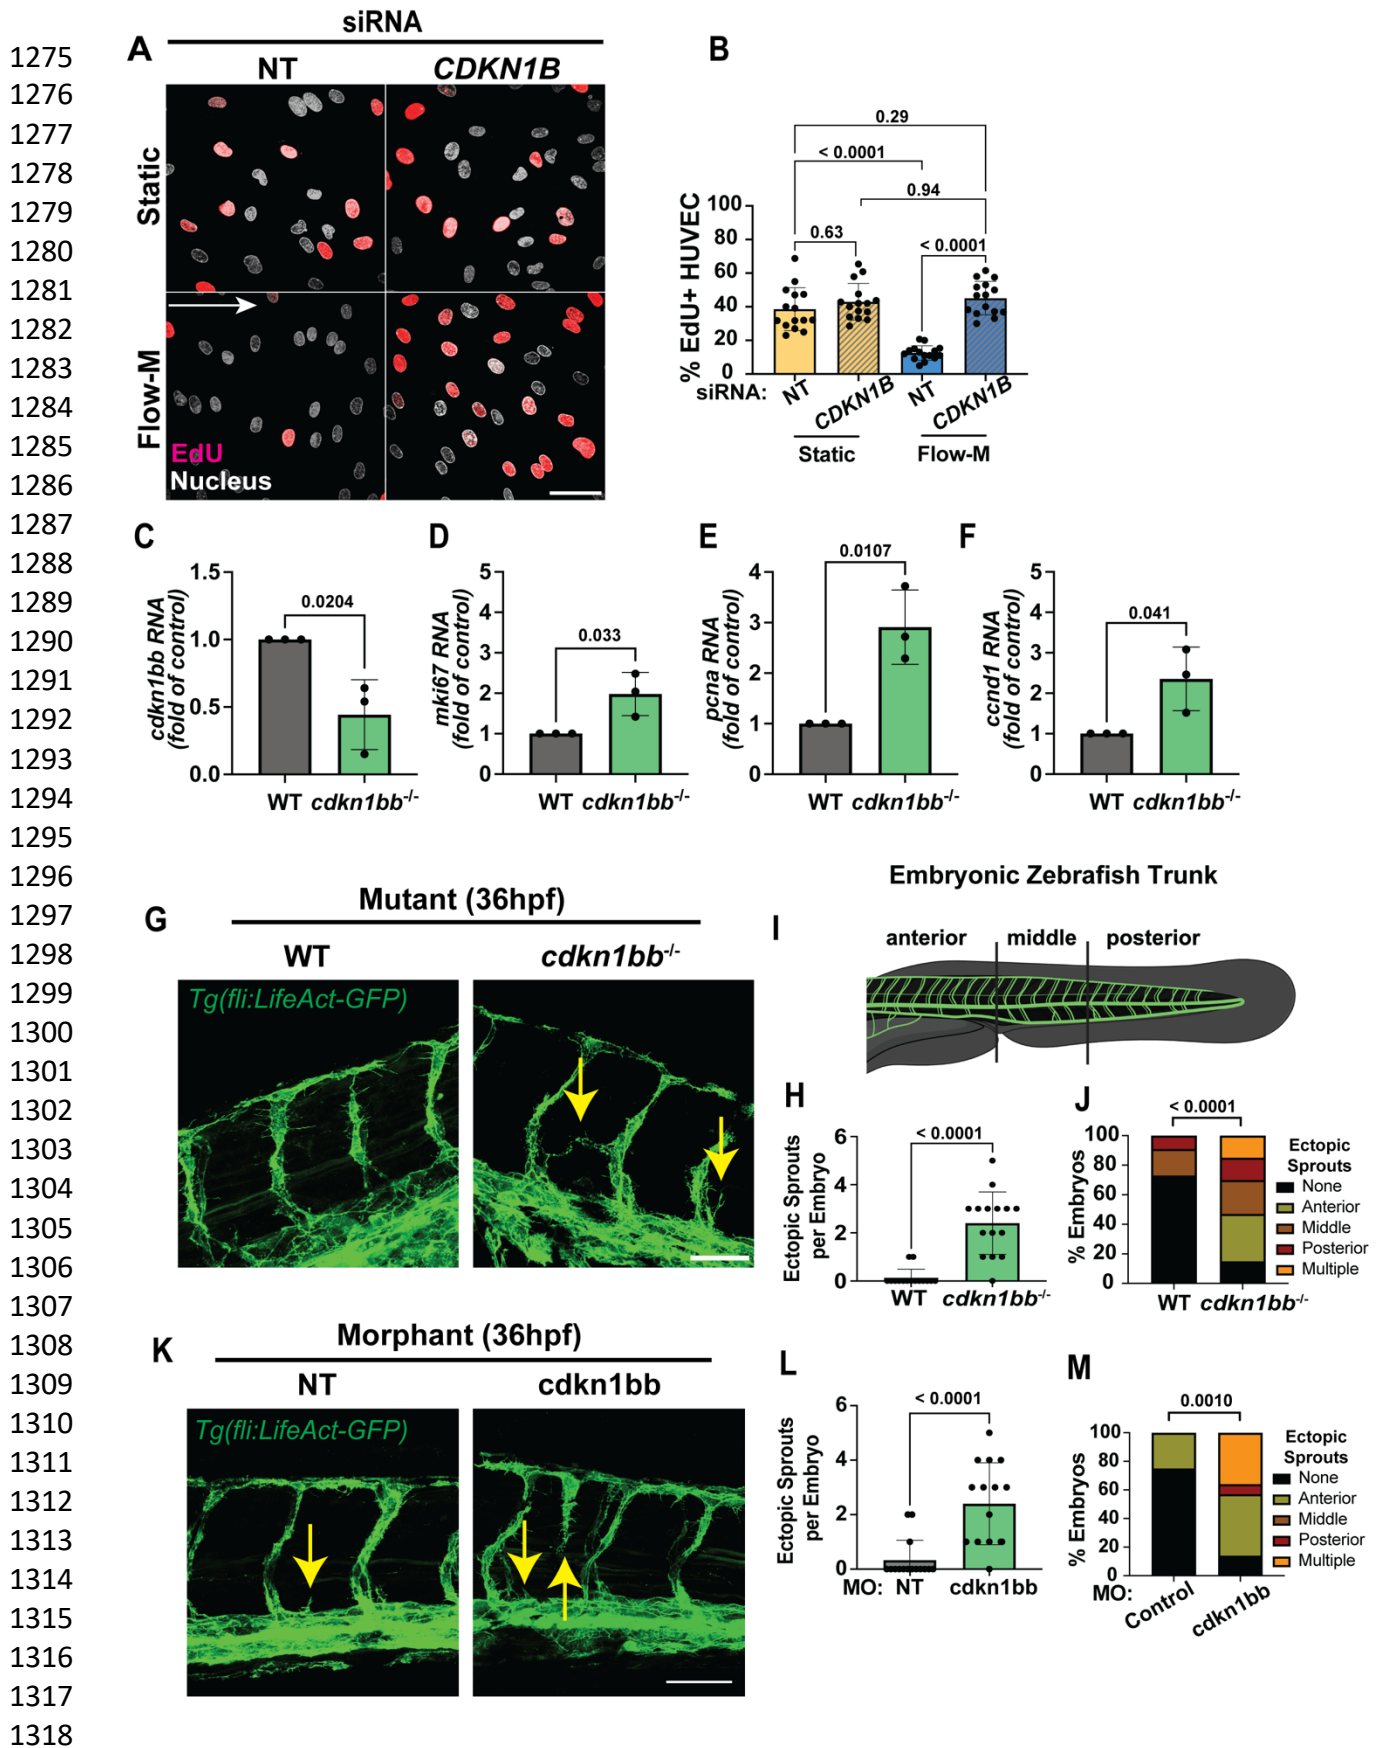 1275
1276
1277
1278
1279
1280
1281
1282
1283
1284
1285
1286
1287
1288
1289
1290
1291
1292
1293
1294
1295
1296
1297
1298
1299
1300
1301
1302
1303
1304
1305
1306
1307
1308
1309
1310
1311
1312
1313
1314
1315
1316
1317
1318
A
siRNA
NT
CDKN1B
Static
Flow-M
EdU
Nucleus
B
0.29
< 0.0001
0.94
0.63
< 0.0001
% EdU+ HUVEC
100
80
60
40
20
0
siRNA:
NT
CDKN1B
NT
CDKN1B
Static
Flow-M
C
cdkn1bb RNA
(fold of control)
1.5
1.0
0.5
0.0
0.0204
WT cdkn1bb-/-
D
mki67 RNA
(fold of control)
5
4
3
2
1
0
0.033
WT cdkn1bb-/-
E
pcna RNA
(fold of control)
4
3
2
1
0
0.0107
WT cdkn1bb-/-
F
ccnd1 RNA
(fold of control)
5
4
3
2
1
0
0.041
WT cdkn1bb-/-
G
Mutant (36hpf)
WT
cdkn1bb-/-
Tg(fli:LifeAct-GFP)
Embryonic Zebrafish Trunk
I
anterior
middle
posterior
H
Ectopic Sprouts
per Embryo
6
4
2
0
< 0.0001
WT cdkn1bb-/-
J
< 0.0001
% Embryos
100
80
60
40
20
0
WT cdkn1bb-/-
Ectopic
Sprouts
None
Anterior
Middle
Posterior
Multiple
K
Morphant (36hpf)
NT
cdkn1bb
Tg(fli:LifeAct-GFP)
L
Ectopic Sprouts
per Embryo
6
4
2
0
< 0.0001
MO: NT cdkn1bb
M
0.0010
% Embryos
100
80
60
40
20
0
MO:
Control
cdkn1bb
Ectopic
Sprouts
None
Anterior
Middle
Posterior
Multiple